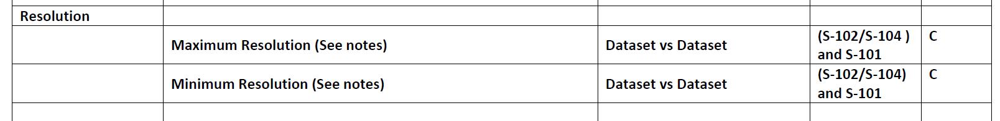 Resolution
Maximum Resolution (See notes) Dataset vs Dataset (S-102/S-104 ) C
and S-101
Minimum Resolution (See notes) Dataset vs Dataset (S-102/S-104) C
and S-101